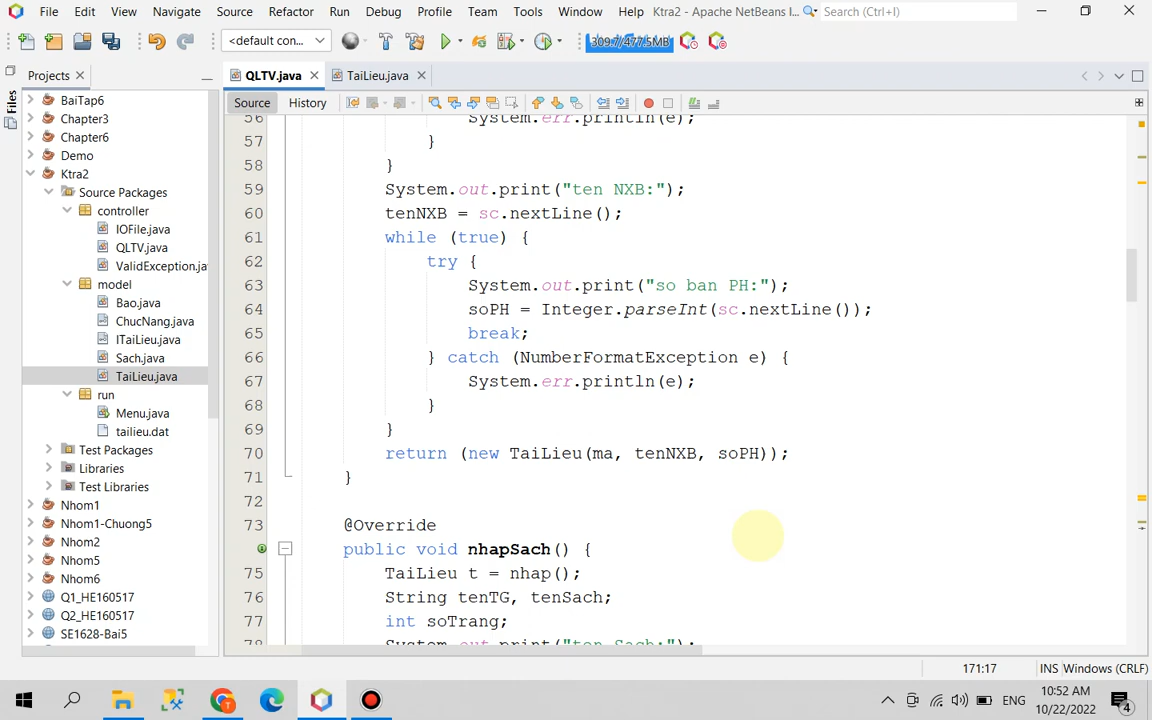 File Edit View Navigate Source Refactor Run Debug Profile Team Tools Window Help Ktra2 - Apache NetBeans I... Search (Ctrl+I)
<default con... 309.7/477.5MB
Projects
QLTV.java TaiLieu.java
Files
Source History
BaiTap6
Chapter3
Chapter6
Demo
Ktra2
Source Packages
controller
IOFile.java
QLTV.java
ValidException.ja
model
Bao.java
ChucNang.java
ITaiLieu.java
Sach.java
TaiLieu.java
run
Menu.java
tailieu.dat
Test Packages
Libraries
Test Libraries
Nhom1
Nhom1-Chuong5
Nhom2
Nhom5
Nhom6
Q1_HE160517
Q2_HE160517
SE1628-Bai5
56 System.err.println(e);
57 }
58 }
59 System.out.print("ten NXB:");
60 tenNXB = sc.nextLine();
61 while (true) {
62 try {
63 System.out.print("so ban PH:");
64 soPH = Integer.parseInt(sc.nextLine());
65 break;
66 } catch (NumberFormatException e) {
67 System.err.println(e);
68 }
69 }
70 return (new TaiLieu(ma, tenNXB, soPH));
71 }
72
73 @Override
public void nhapSach() {
75 TaiLieu t = nhap();
76 String tenTG, tenSach;
77 int soTrang;
78 System.out.print("ten Sach:");
171:17 INS Windows (CRLF)
ENG 10:52 AM
10/22/2022 4